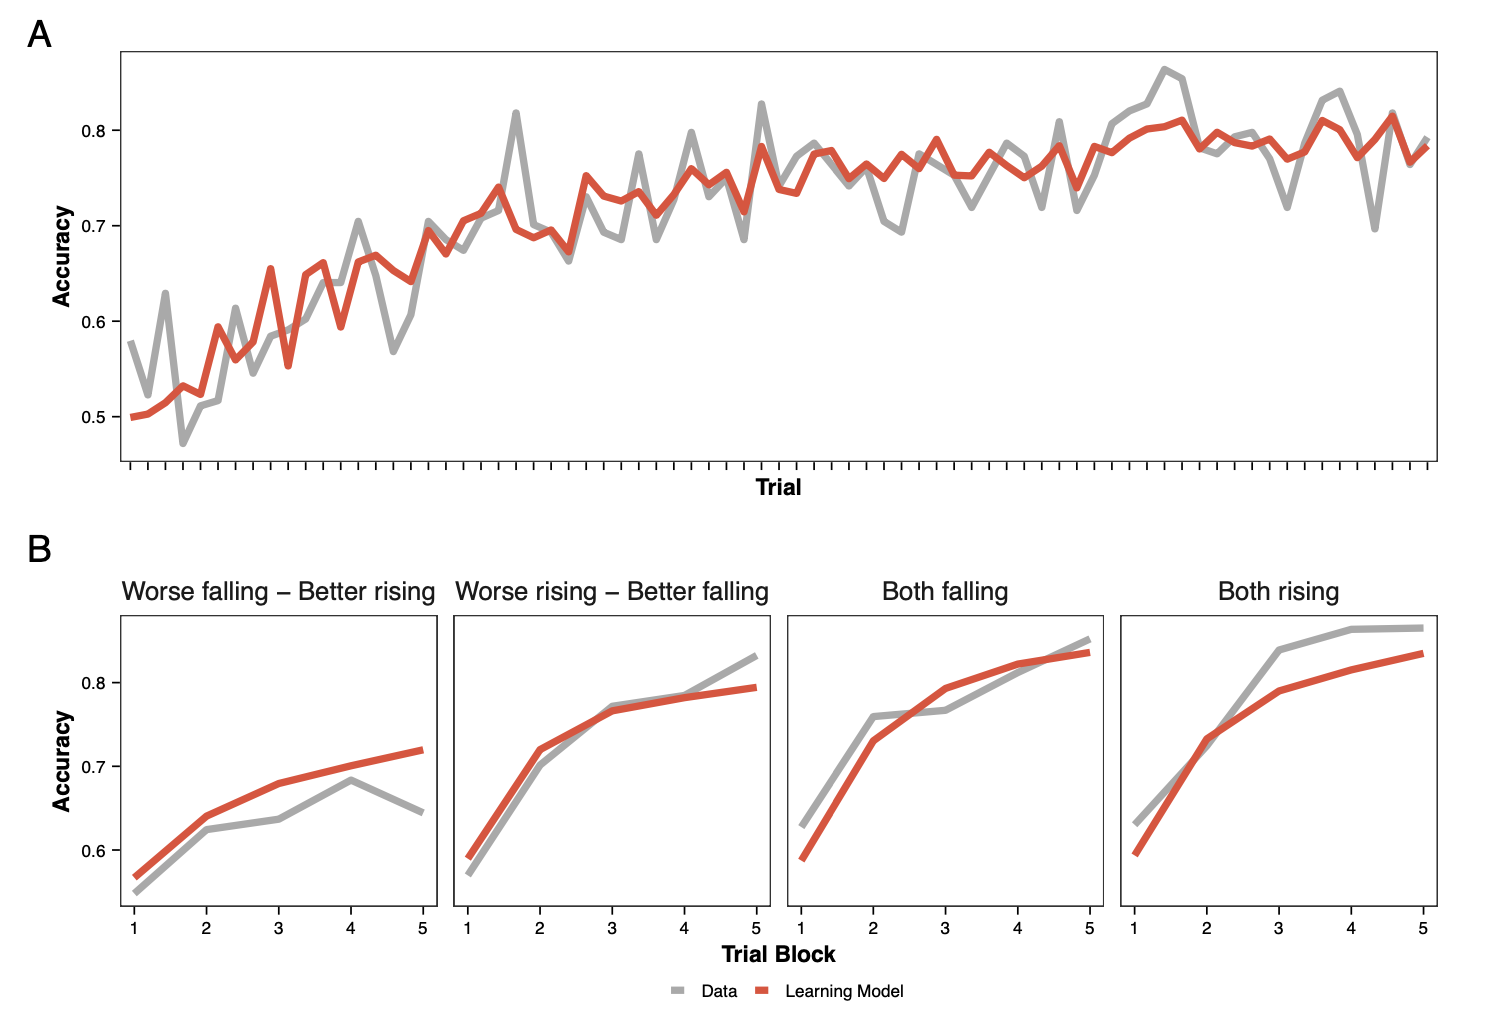 A
Accuracy
0.8
0.7
0.6
0.5
Trial
B
Worse falling – Better rising
Worse rising – Better falling
Both falling
Both rising
Accuracy
0.8
0.7
0.6
1 2 3 4 5
1 2 3 4 5
1 2 3 4 5
1 2 3 4 5
Trial Block
Data Learning Model